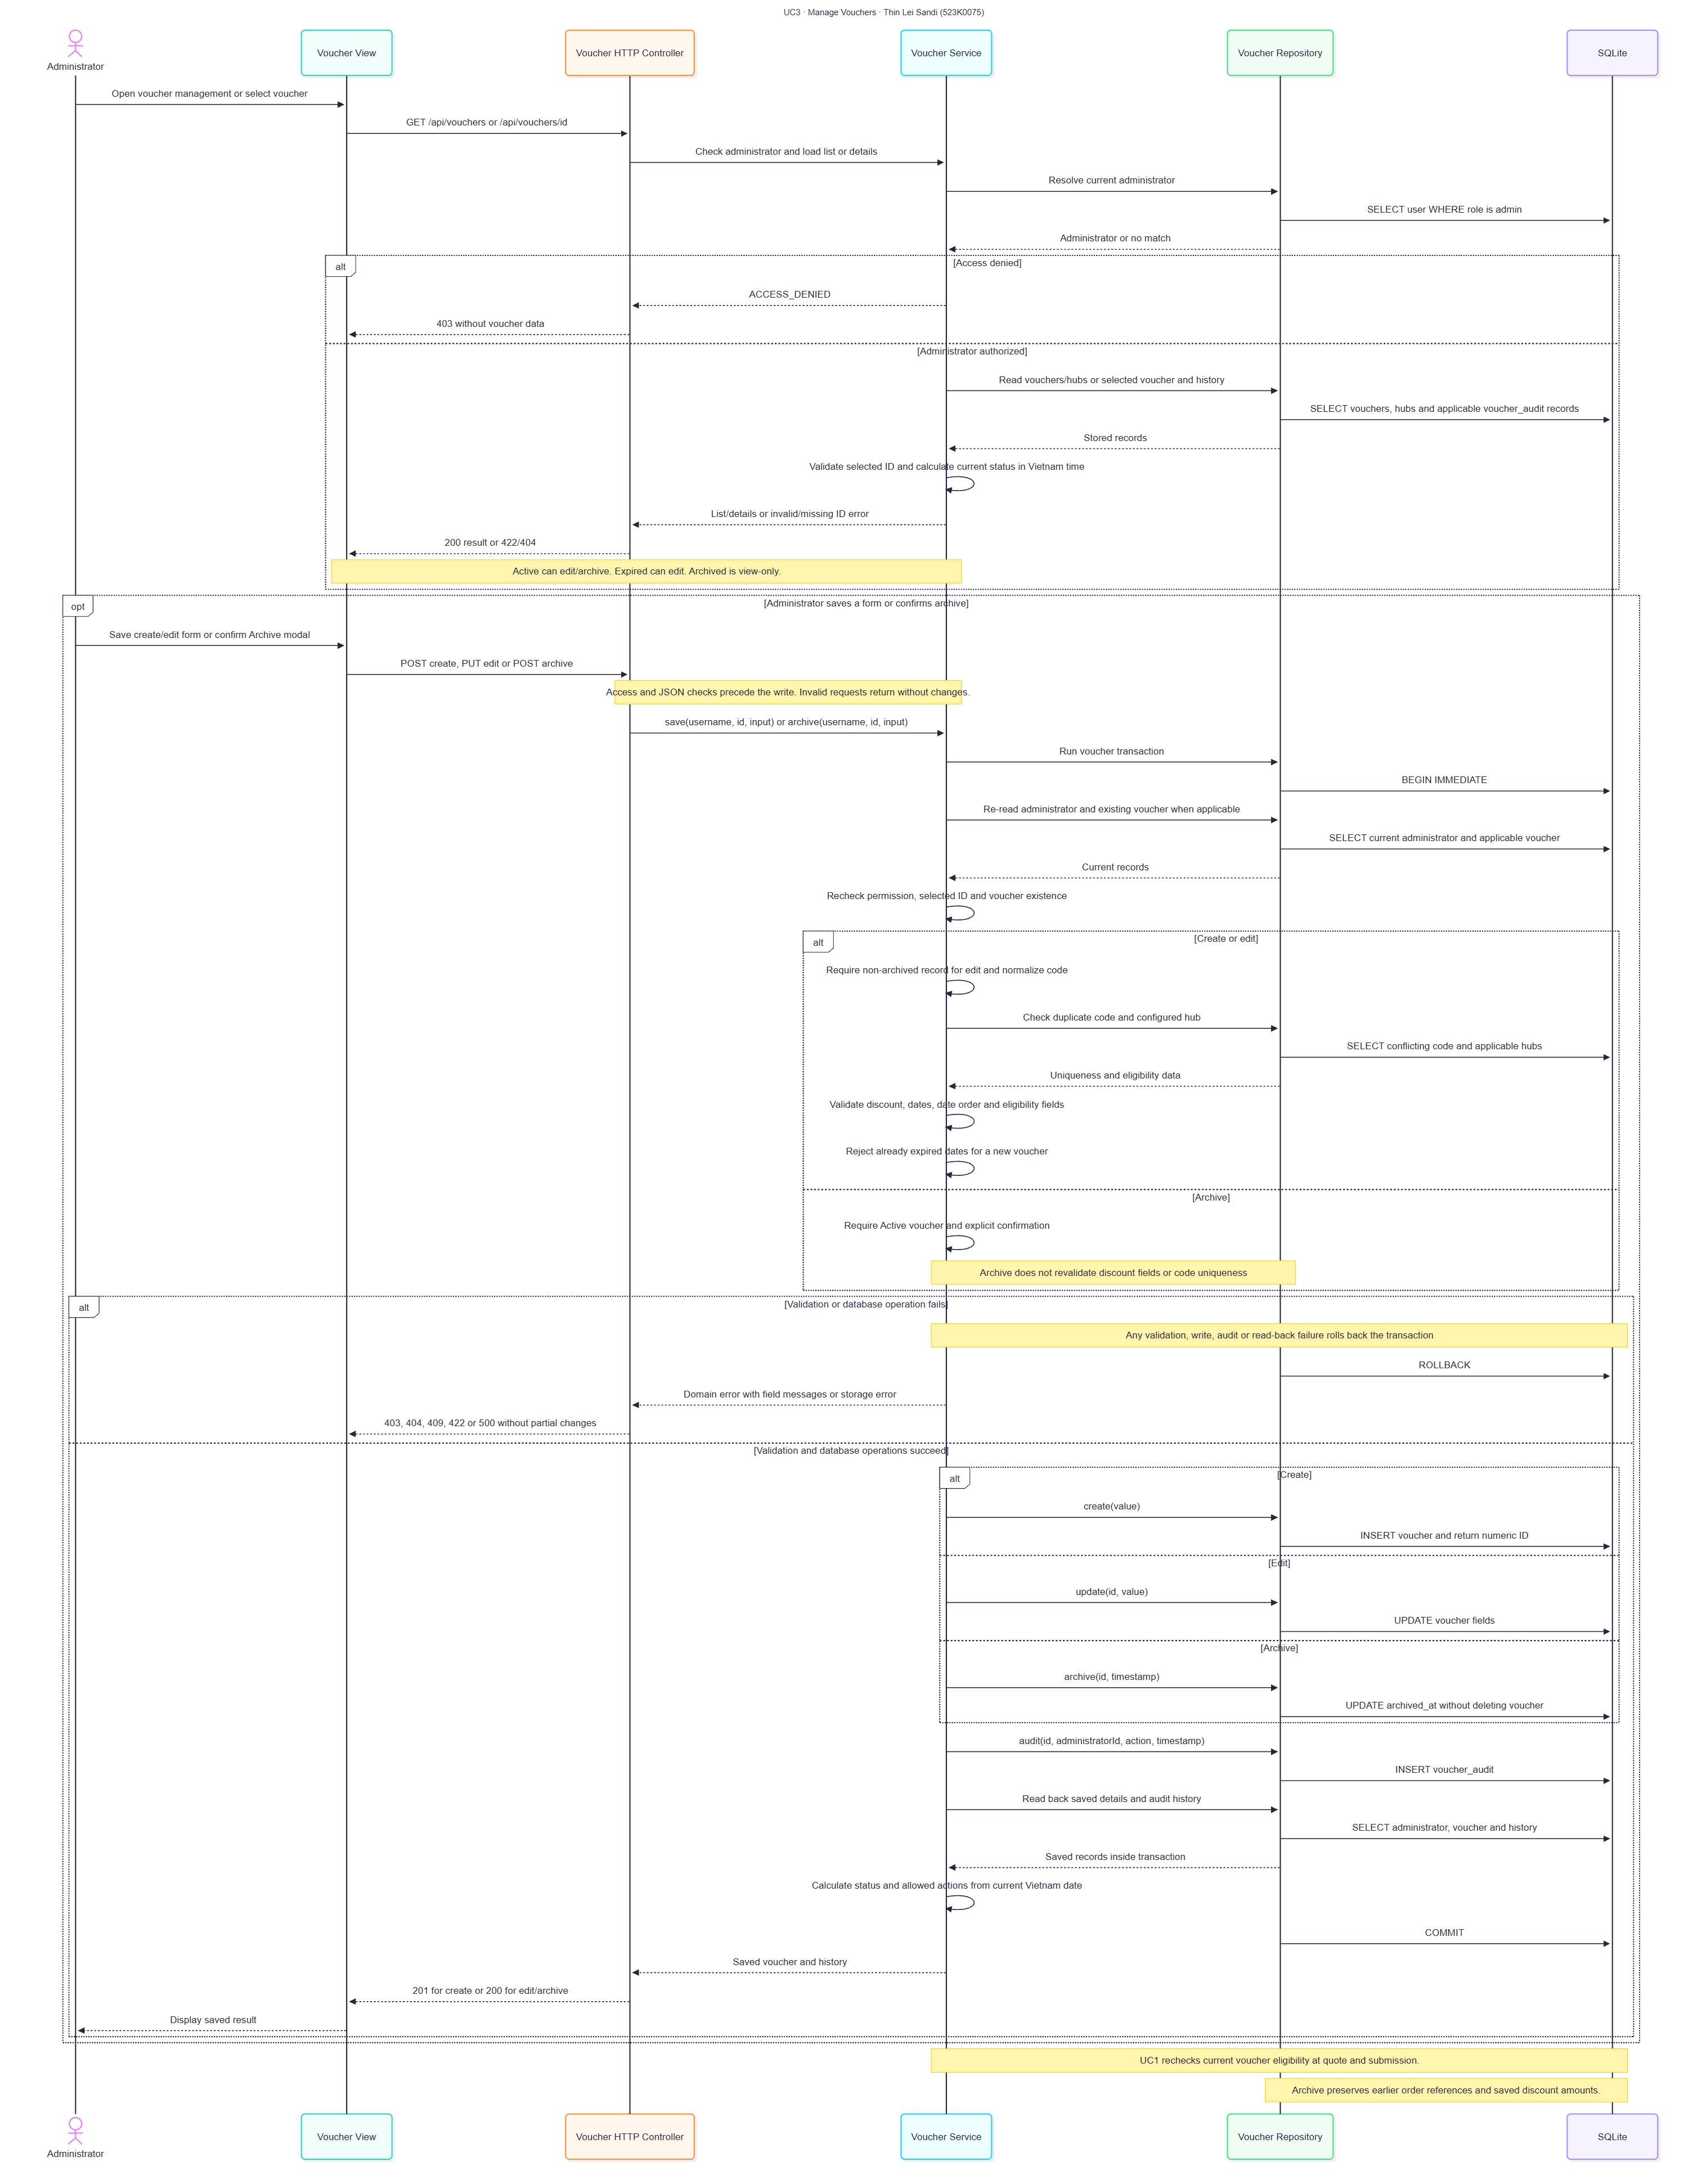 UC3 · Manage Vouchers · Thin Lei Sandi (523K0075)
Administrator
Voucher View
Voucher HTTP Controller
Voucher Service
Voucher Repository
SQLite
Open voucher management or select voucher
GET /api/vouchers or /api/vouchers/id
Check administrator and load list or details
Resolve current administrator
SELECT user WHERE role is admin
Administrator or no match
alt
[Access denied]
ACCESS_DENIED
403 without voucher data
[Administrator authorized]
Read vouchers/hubs or selected voucher and history
SELECT vouchers, hubs and applicable voucher_audit records
Stored records
Validate selected ID and calculate current status in Vietnam time
List/details or invalid/missing ID error
200 result or 422/404
Active can edit/archive. Expired can edit. Archived is view-only.
opt
[Administrator saves a form or confirms archive]
Save create/edit form or confirm Archive modal
POST create, PUT edit or POST archive
Access and JSON checks precede the write. Invalid requests return without changes.
save(username, id, input) or archive(username, id, input)
Run voucher transaction
BEGIN IMMEDIATE
Re-read administrator and existing voucher when applicable
SELECT current administrator and applicable voucher
Current records
Recheck permission, selected ID and voucher existence
alt
[Create or edit]
Require non-archived record for edit and normalize code
Check duplicate code and configured hub
SELECT conflicting code and applicable hubs
Uniqueness and eligibility data
Validate discount, dates, date order and eligibility fields
Reject already expired dates for a new voucher
[Archive]
Require Active voucher and explicit confirmation
Archive does not revalidate discount fields or code uniqueness
alt
[Validation or database operation fails]
Any validation, write, audit or read-back failure rolls back the transaction
ROLLBACK
Domain error with field messages or storage error
403, 404, 409, 422 or 500 without partial changes
[Validation and database operations succeed]
alt
[Create]
create(value)
INSERT voucher and return numeric ID
[Edit]
update(id, value)
UPDATE voucher fields
[Archive]
archive(id, timestamp)
UPDATE archived_at without deleting voucher
audit(id, administratorId, action, timestamp)
INSERT voucher_audit
Read back saved details and audit history
SELECT administrator, voucher and history
Saved records inside transaction
Calculate status and allowed actions from current Vietnam date
COMMIT
Saved voucher and history
201 for create or 200 for edit/archive
Display saved result
UC1 rechecks current voucher eligibility at quote and submission.
Archive preserves earlier order references and saved discount amounts.
Administrator
Voucher View
Voucher HTTP Controller
Voucher Service
Voucher Repository
SQLite